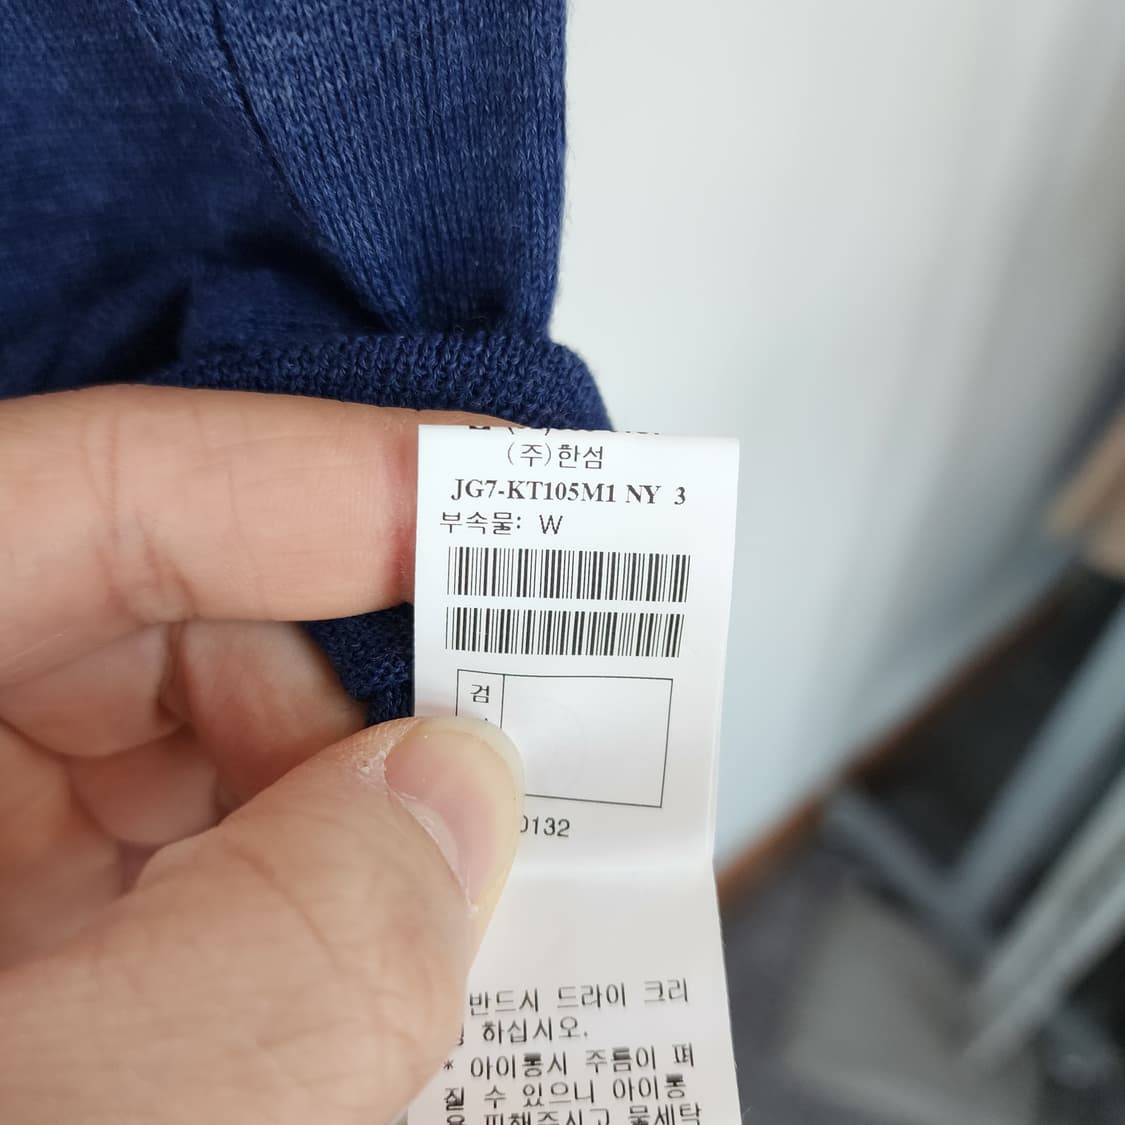 (주)한섬
JG7-KT105M1 NY 3
부속물: W
검
0132
반드시 드라이 크리
하십시오.
* 아이롱시 주름이 펴
질 수 있으니 아이롱
피해주시고 물세탁